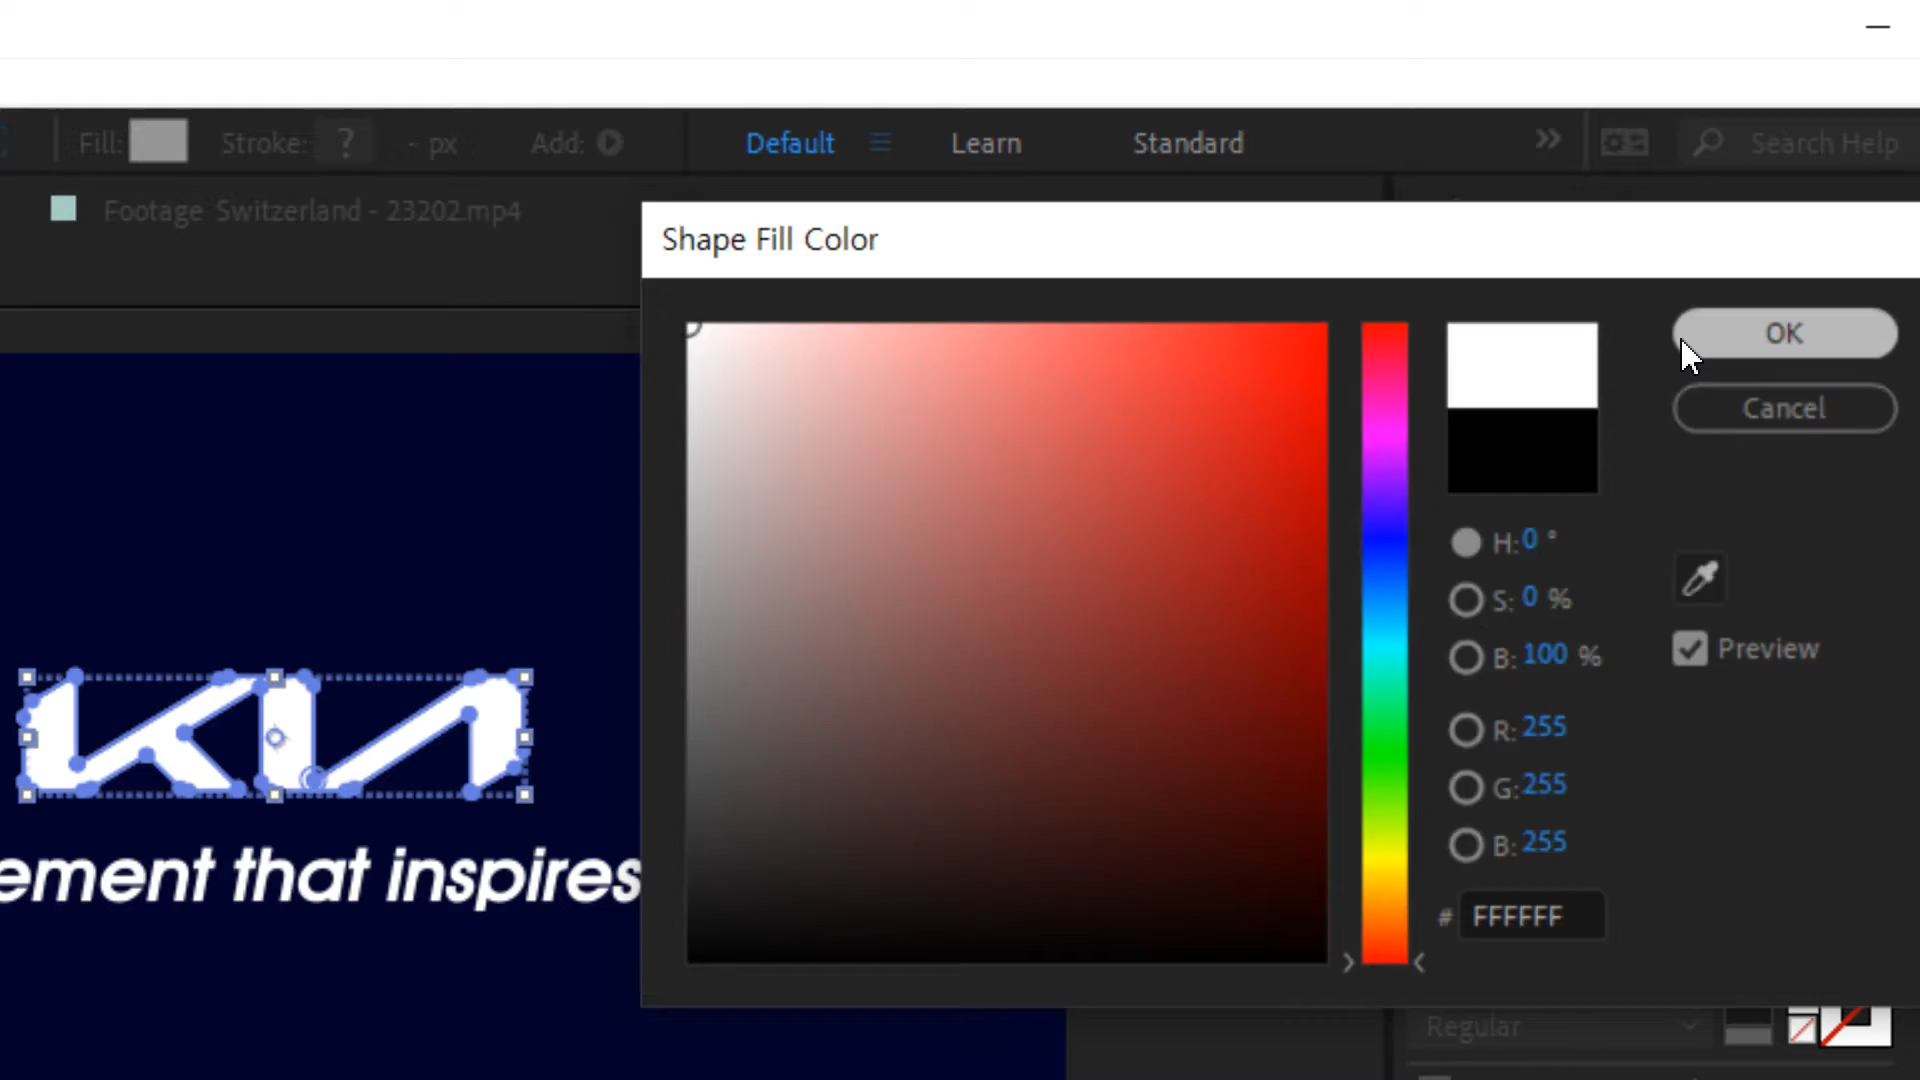 Fill:
Stroke: ? - px
Add:
Default
Learn
Standard
Search Help
Footage Switzerland - 23202.mp4
Shape Fill Color
OK
Cancel
H: 0 °
S: 0 %
B: 100 %
Preview
R: 255
G: 255
B: 255
# FFFFFF
KIA
ement that inspires
Regular